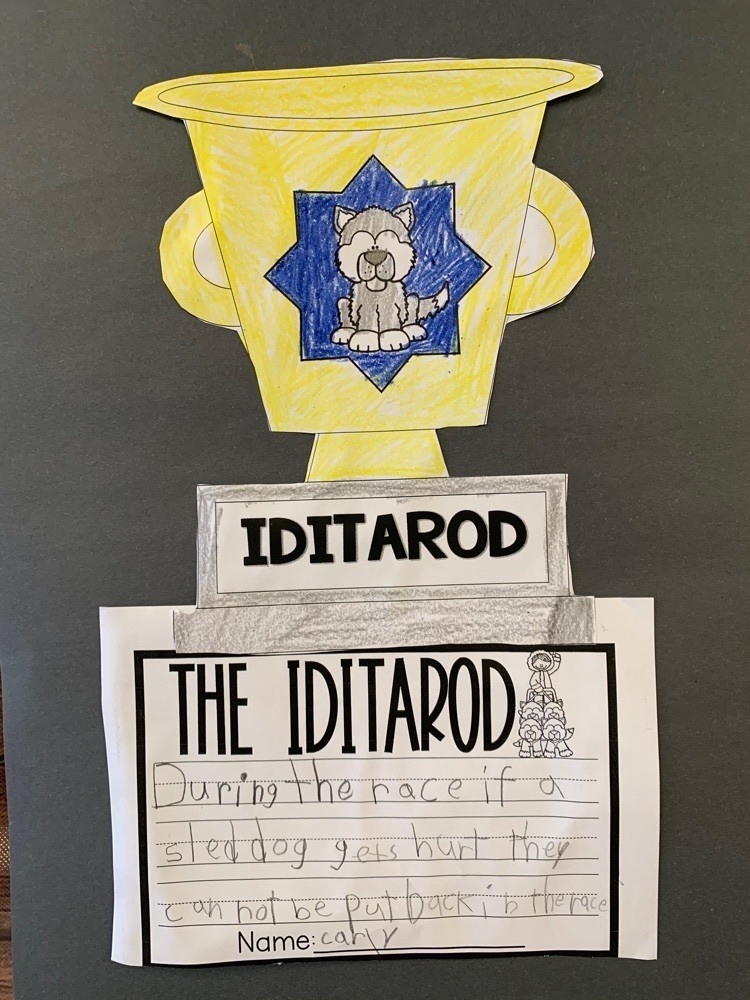 IDITAROD
THE IDITAROD
During the race if a
sled dog gets hurt they
can not be put back in the race
Name: carly